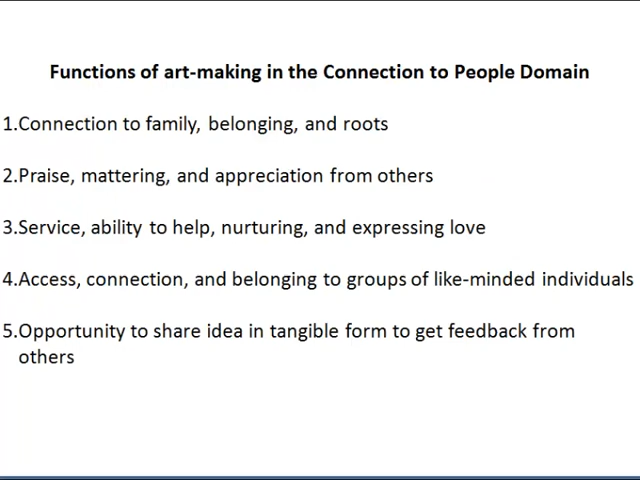 Functions of art-making in the Connection to People Domain
1.Connection to family, belonging, and roots
2.Praise, mattering, and appreciation from others
3.Service, ability to help, nurturing, and expressing love
4.Access, connection, and belonging to groups of like-minded individuals
5.Opportunity to share idea in tangible form to get feedback from
others